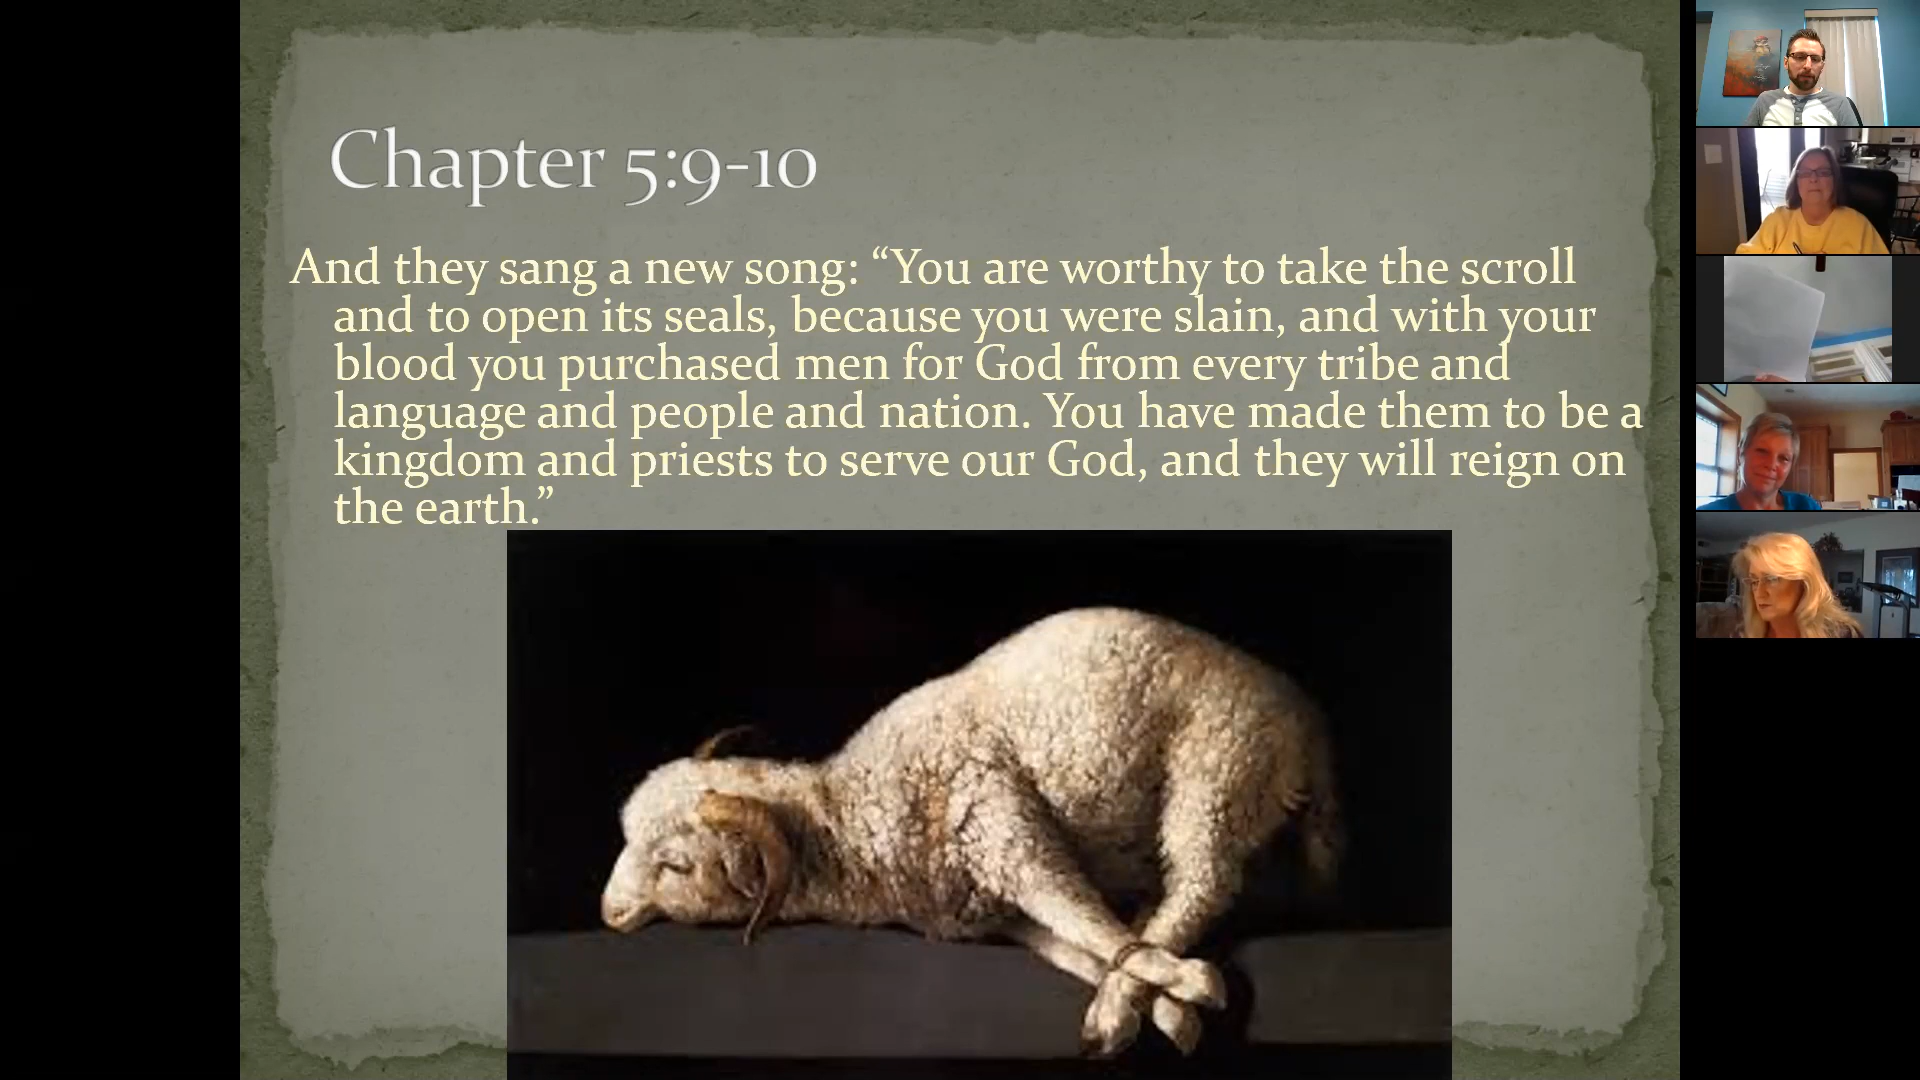 Chapter 5:9-10
And they sang a new song: “You are worthy to take the scroll
and to open its seals, because you were slain, and with your
blood you purchased men for God from every tribe and
language and people and nation. You have made them to be a
kingdom and priests to serve our God, and they will reign on
the earth.”